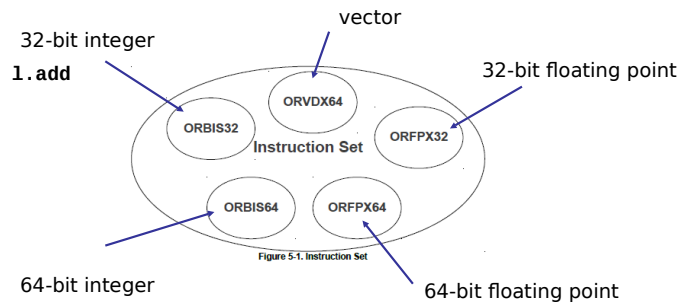 vector
32-bit integer
l.add
32-bit floating point
ORVDX64
ORBIS32
ORFPX32
Instruction Set
ORBIS64
ORFPX64
Figure 5-1. Instruction Set
64-bit integer
64-bit floating point